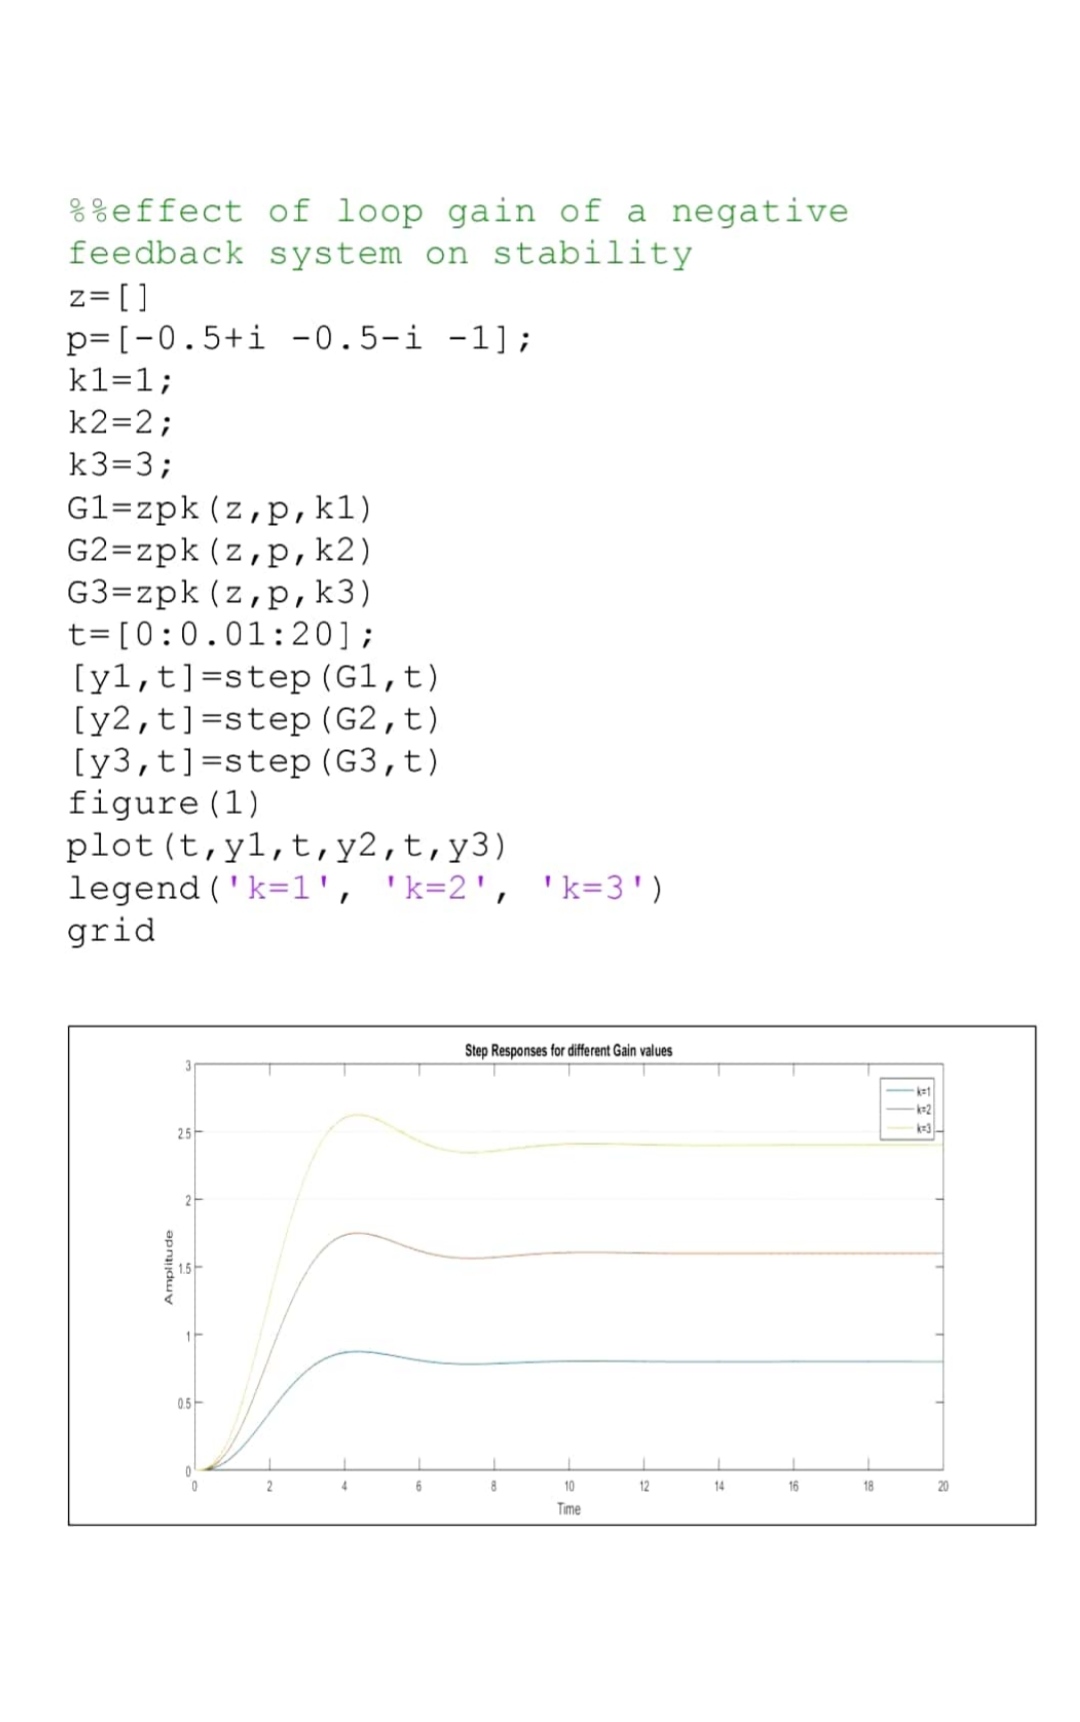 %%effect of loop gain of a negative
feedback system on stability
z=[]
p=[-0.5+i -0.5-i -1];
k1=1;
k2=2;
k3=3;
G1=zpk(z,p,k1)
G2=zpk(z,p,k2)
G3=zpk(z,p,k3)
t=[0:0.01:20];
[y1,t]=step(G1,t)
[y2,t]=step(G2,t)
[y3,t]=step(G3,t)
figure(1)
plot(t,y1,t,y2,t,y3)
legend('k=1', 'k=2', 'k=3')
grid
Step Responses for different Gain values
k=1
k=2
k=3
Amplitude
3
2.5
2
1.5
1
0.5
0
0 2 4 6 8 10 12 14 16 18 20
Time